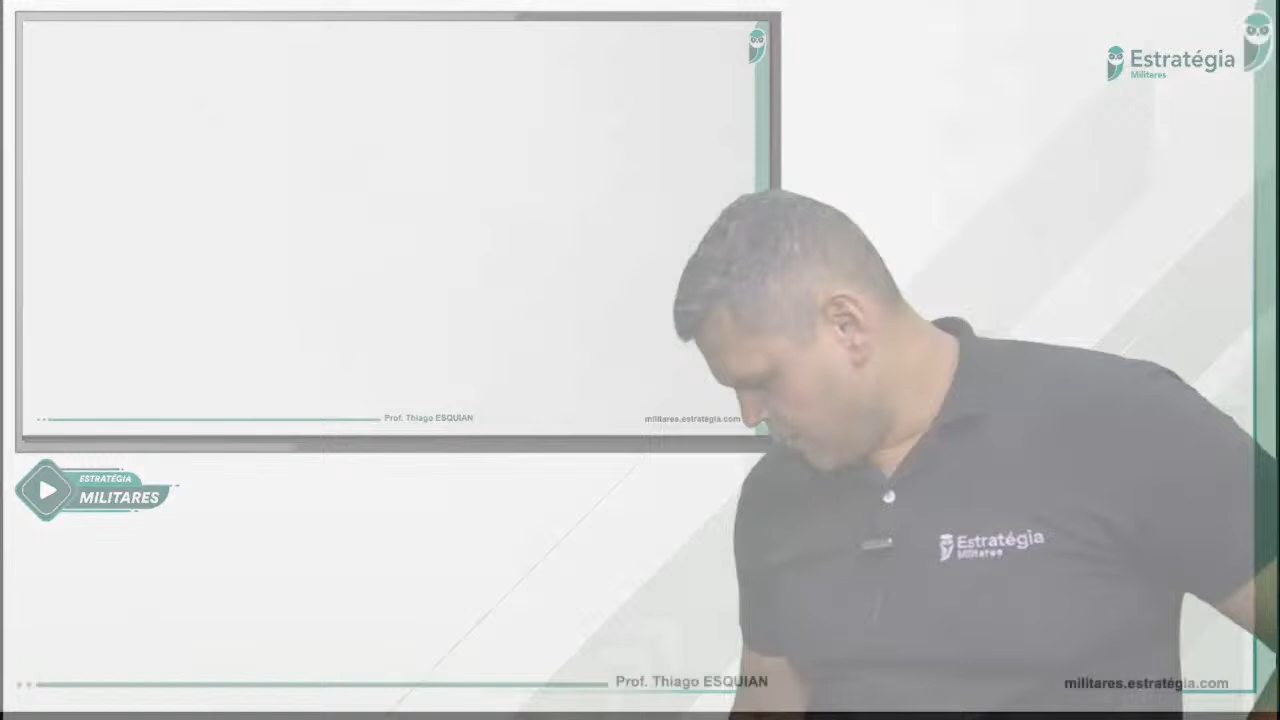 Estratégia
Militares
Prof. Thiago ESQUIAN
militares.estratégia.com
ESTRATÉGIA
MILITARES
Estratégia
Militares
Prof. Thiago ESQUIAN
militares.estratégia.com